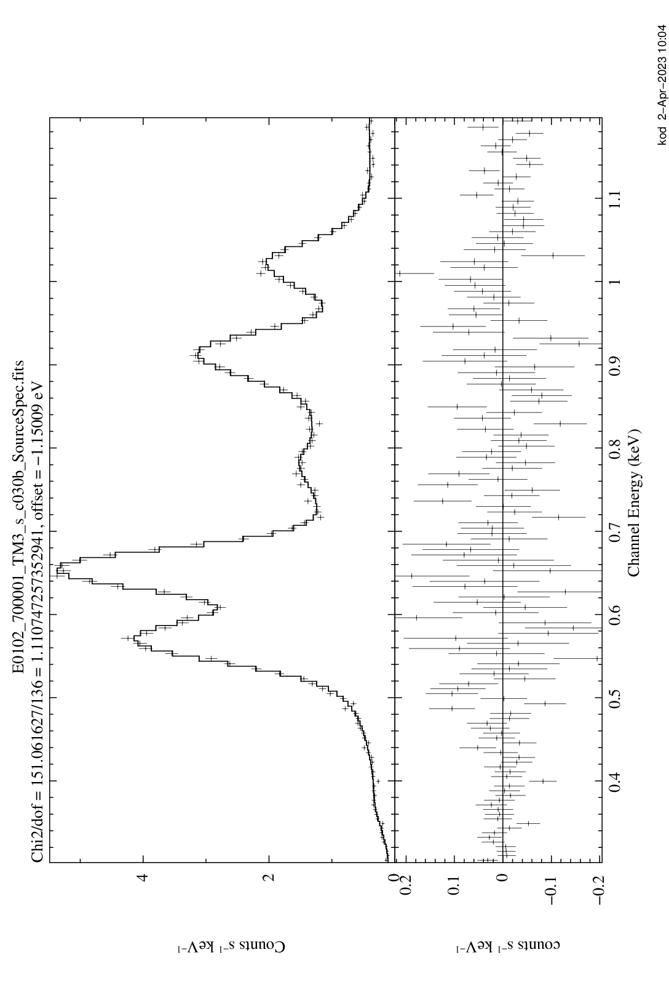 E0102_700001_TM3_s_c030b_SourceSpec.fits
Chi2/dof = 151.061627/136 = 1.110747257352941, offset = −1.15009 eV
Counts s⁻¹ keV⁻¹
0
2
4
counts s⁻¹ keV⁻¹
−0.2
−0.1
0
0.1
0.2
0.4
0.5
0.6
0.7
0.8
0.9
1
1.1
Channel Energy (keV)
kod 2−Apr−2023 10:04